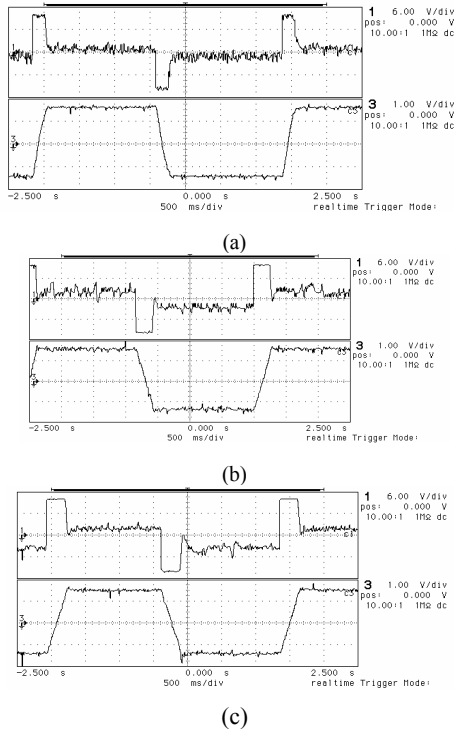 1 6.00 V/div
pos: 0.000 V
10.00:1 1MΩ dc
3 1.00 V/div
pos: 0.000 V
10.00:1 1MΩ dc
-2.500 s 0.000 s 2.500 s
500 ms/div realtime Trigger Mode:
(a)
1 6.00 V/div
pos: 0.000 V
10.00:1 1MΩ dc
3 1.00 V/div
pos: 0.000 V
10.00:1 1MΩ dc
-2.500 s 0.000 s 2.500 s
500 ms/div realtime Trigger Mode:
(b)
1 6.00 V/div
pos: 0.000 V
10.00:1 1MΩ dc
3 1.00 V/div
pos: 0.000 V
10.00:1 1MΩ dc
-2.500 s 0.000 s 2.500 s
500 ms/div realtime Trigger Mode:
(c)